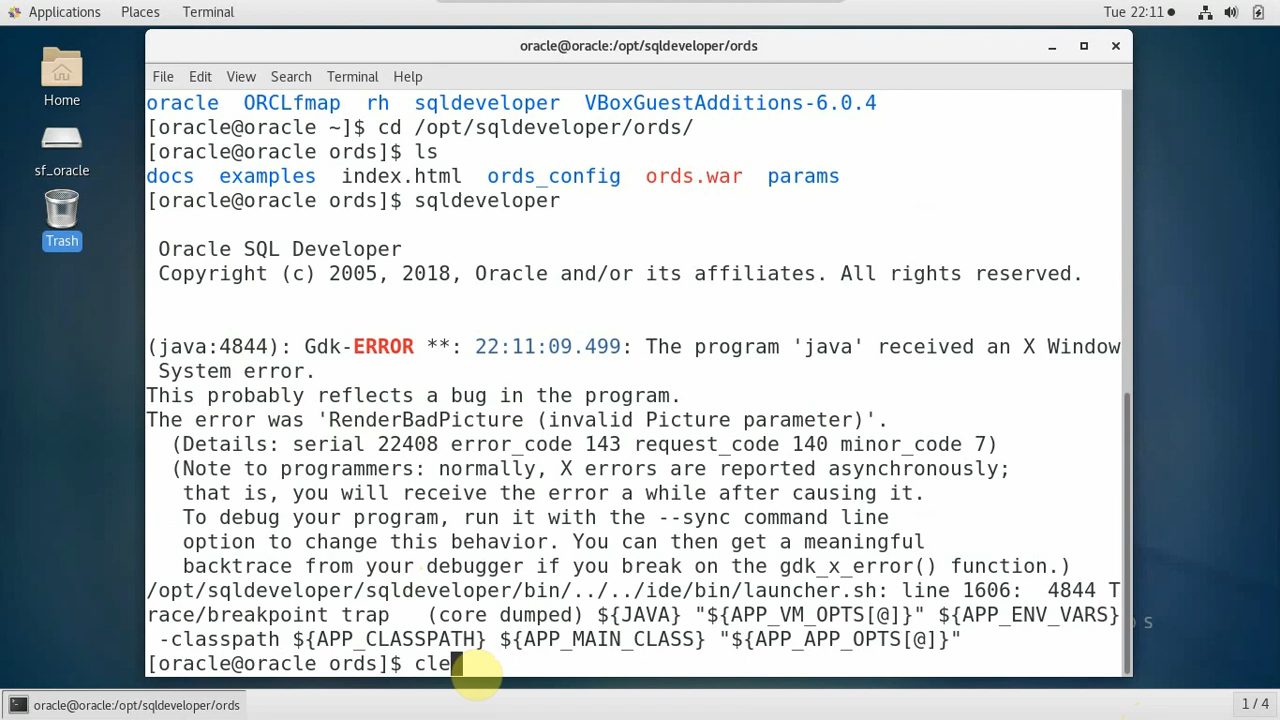 Applications Places Terminal Tue 22:11
oracle@oracle:/opt/sqldeveloper/ords
File Edit View Search Terminal Help
Home
sf_oracle
Trash
oracle ORCLfmap rh sqldeveloper VBoxGuestAdditions-6.0.4
[oracle@oracle ~]$ cd /opt/sqldeveloper/ords/
[oracle@oracle ords]$ ls
docs examples index.html ords_config ords.war params
[oracle@oracle ords]$ sqldeveloper
Oracle SQL Developer
Copyright (c) 2005, 2018, Oracle and/or its affiliates. All rights reserved.
(java:4844): Gdk-ERROR **: 22:11:09.499: The program 'java' received an X Window
System error.
This probably reflects a bug in the program.
The error was 'RenderBadPicture (invalid Picture parameter)'.
(Details: serial 22408 error_code 143 request_code 140 minor_code 7)
(Note to programmers: normally, X errors are reported asynchronously;
that is, you will receive the error a while after causing it.
To debug your program, run it with the --sync command line
option to change this behavior. You can then get a meaningful
backtrace from your debugger if you break on the gdk_x_error() function.)
/opt/sqldeveloper/sqldeveloper/bin/../../ide/bin/launcher.sh: line 1606: 4844 T
race/breakpoint trap (core dumped) ${JAVA} "${APP_VM_OPTS[@]}" ${APP_ENV_VARS}
-classpath ${APP_CLASSPATH} ${APP_MAIN_CLASS} "${APP_APP_OPTS[@]}"
[oracle@oracle ords]$ cle
oracle@oracle:/opt/sqldeveloper/ords 1 / 4